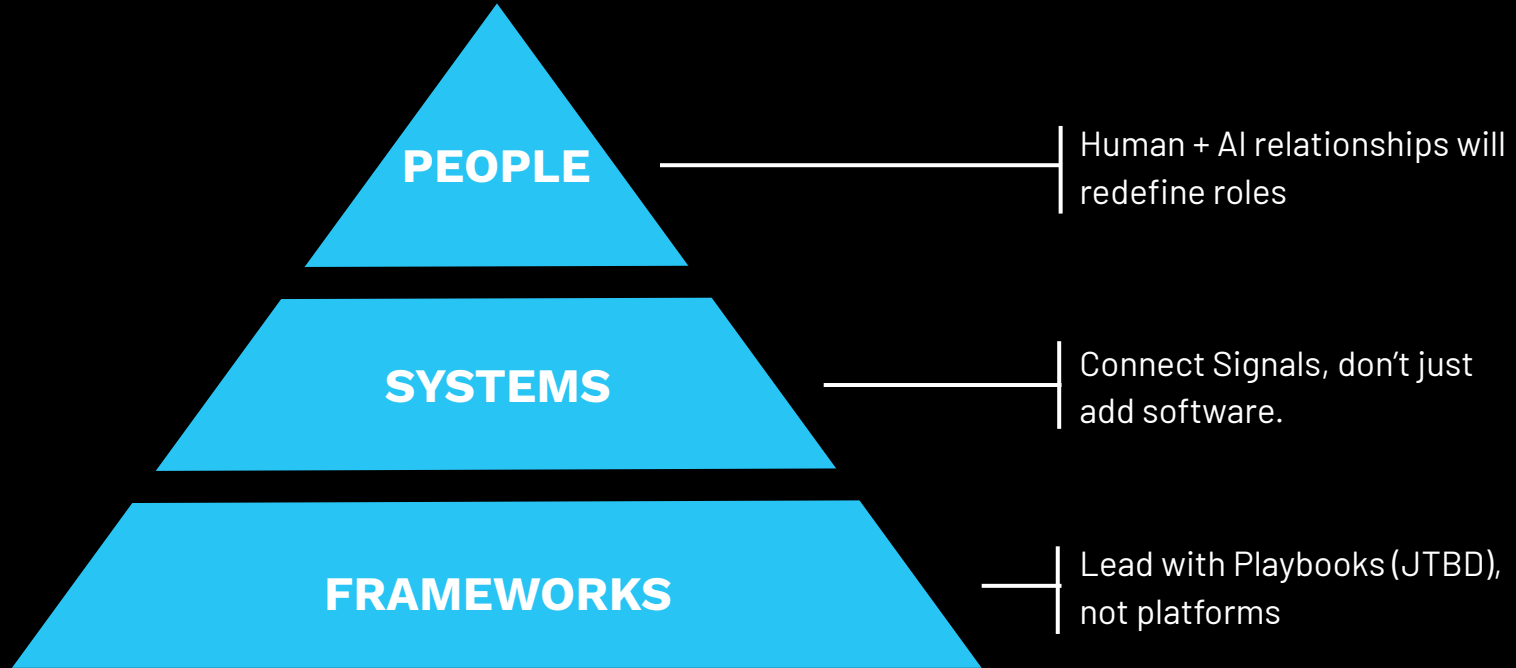 PEOPLE
Human + AI relationships will
redefine roles
SYSTEMS
Connect Signals, don't just
add software.
FRAMEWORKS
Lead with Playbooks (JTBD),
not platforms